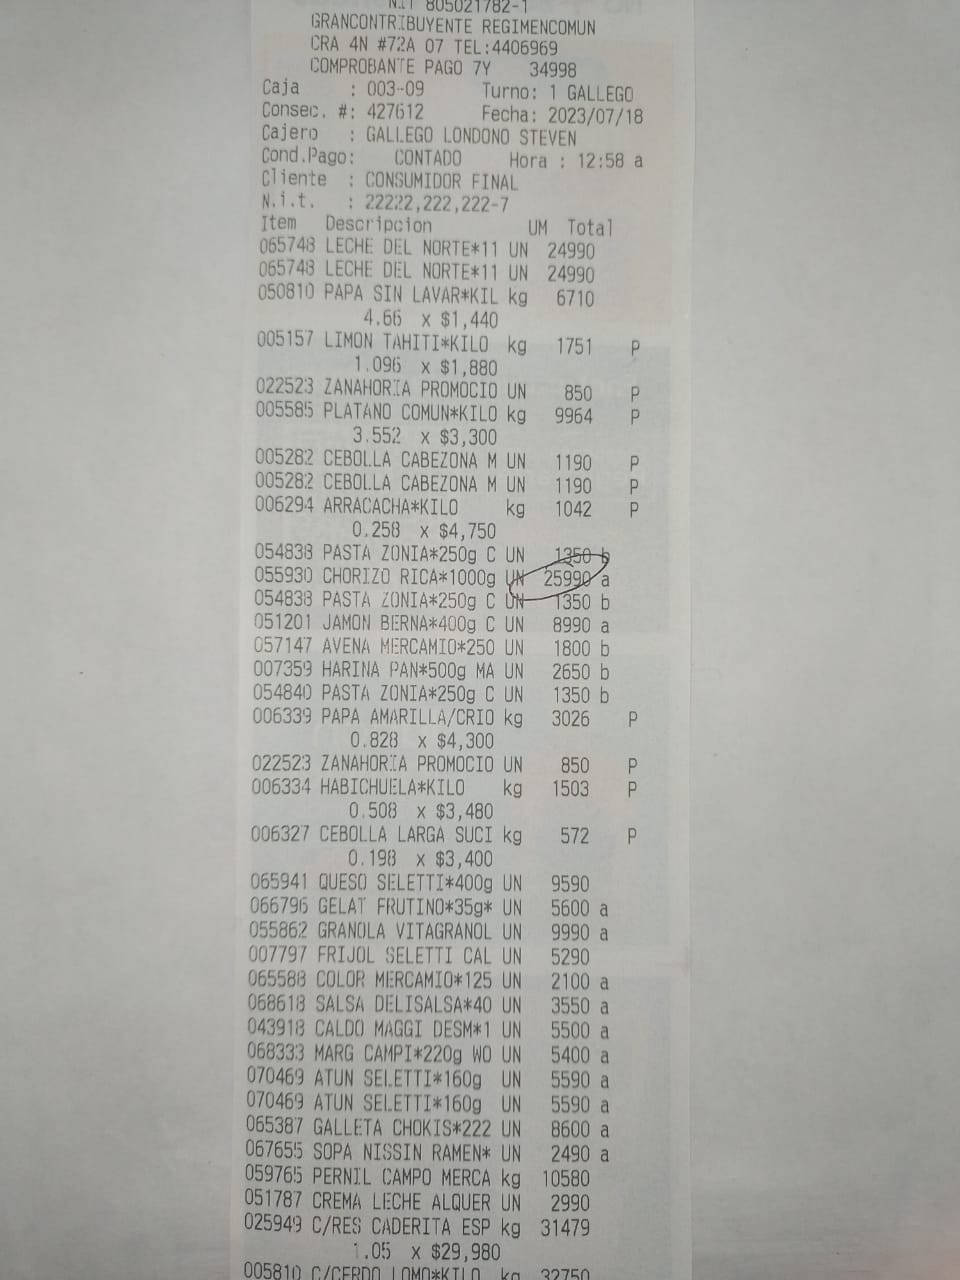 N.I 805021782-1
GRANCONTRIBUYENTE REGIMENCOMUN
CRA 4N #72A 07 TEL:4406969
COMPROBANTE PAGO 7Y 34998
Caja : 003-09 Turno: 1 GALLEGO
Consec. #: 427612 Fecha: 2023/07/18
Cajero : GALLEGO LONDONO STEVEN
Cond.Pago: CONTADO Hora : 12:58 a
Cliente : CONSUMIDOR FINAL
N.i.t. : 22222,222,222-7
Item Descripcion UM Total
065748 LECHE DEL NORTE*11 UN 24990
065748 LECHE DEL NORTE*11 UN 24990
050810 PAPA SIN LAVAR*KIL kg 6710
4.66 x $1,440
005157 LIMON TAHITI*KILO kg 1751 P
1.096 x $1,880
022523 ZANAHORIA PROMOCIO UN 850 P
005585 PLATANO COMUN*KILO kg 9964 P
3.552 x $3,300
005282 CEBOLLA CABEZONA M UN 1190 P
005282 CEBOLLA CABEZONA M UN 1190 P
006294 ARRACACHA*KILO kg 1042 P
0.258 x $4,750
054838 PASTA ZONIA*250g C UN 1350 b
055930 CHORIZO RICA*1000g UN 25990 a
054838 PASTA ZONIA*250g C UN 1350 b
051201 JAMON BERNA*400g C UN 8990 a
057147 AVENA MERCAMIO*250 UN 1800 b
007359 HARINA PAN*500g MA UN 2650 b
054840 PASTA ZONIA*250g C UN 1350 b
006339 PAPA AMARILLA/CRIO kg 3026 P
0.828 x $4,300
022523 ZANAHORIA PROMOCIO UN 850 P
006334 HABICHUELA*KILO kg 1503 P
0.508 x $3,480
006327 CEBOLLA LARGA SUCI kg 572 P
0.198 x $3,400
065941 QUESO SELETTI*400g UN 9590
066796 GELAT FRUTINO*35g* UN 5600 a
055862 GRANOLA VITAGRANOL UN 9990 a
007797 FRIJOL SELETTI CAL UN 5290
065588 COLOR MERCAMIO*125 UN 2100 a
068618 SALSA DELISALSA*40 UN 3550 a
043918 CALDO MAGGI DESM*1 UN 5500 a
068333 MARG CAMPI*220g WO UN 5400 a
070469 ATUN SELETTI*160g UN 5590 a
070469 ATUN SELETTI*160g UN 5590 a
065387 GALLETA CHOKIS*222 UN 8600 a
067655 SOPA NISSIN RAMEN* UN 2490 a
059765 PERNIL CAMPO MERCA kg 10580
051787 CREMA LECHE ALQUER UN 2990
025949 C/RES CADERITA ESP kg 31479
1.05 x $29,980
005810 C/CERDO LOMO*KILO kg 32750